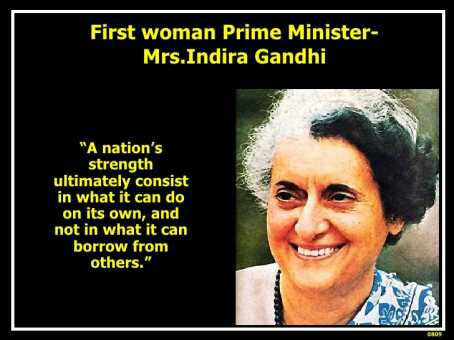 First woman Prime Minister-
Mrs.Indira Gandhi
“A nation’s
strength
ultimately consist
in what it can do
on its own, and
not in what it can
borrow from
others.”
0809